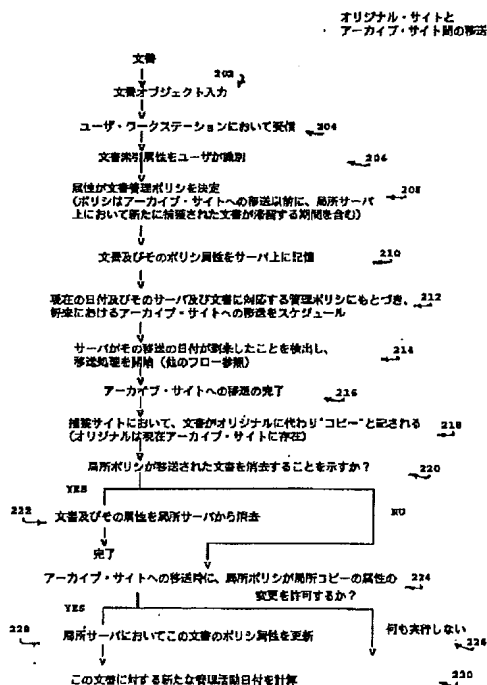 オリジナル・サイトと
アーカイブ・サイト間の移送
文書
202
文書オブジェクト入力
ユーザ・ワークステーションにおいて受信
204
文書索引属性をユーザが識別
206
属性が文書管理ポリシを決定
208
(ポリシはアーカイブ・サイトへの移送以前に、局所サーバ
上において新たに捕獲された文書が滞留する期間を含む)
文書及びそのポリシ属性をサーバ上に記憶
210
現在の日付及びそのサーバ及び文書に対応する管理ポリシにもとづき、
212
将来におけるアーカイブ・サイトへの移送をスケジュール
サーバがその移送の日付が到来したことを検出し、
214
移送処理を開始(他のフロー参照)
アーカイブ・サイトへの移送の完了
216
捕獲サイトにおいて、文書がオリジナルに代わり"コピー"と記される
218
(オリジナルは現在アーカイブ・サイトに存在)
局所ポリシが移送された文書を消去することを示すか?
220
YES
NO
222
文書及びその属性を局所サーバから消去
完了
アーカイブ・サイトへの移送時に、局所ポリシが局所コピーの属性の
224
変更を許可するか?
YES
228
局所サーバにおいてこの文書のポリシ属性を更新
何も実行しない
226
この文書に対する新たな管理活動日付を計算
230